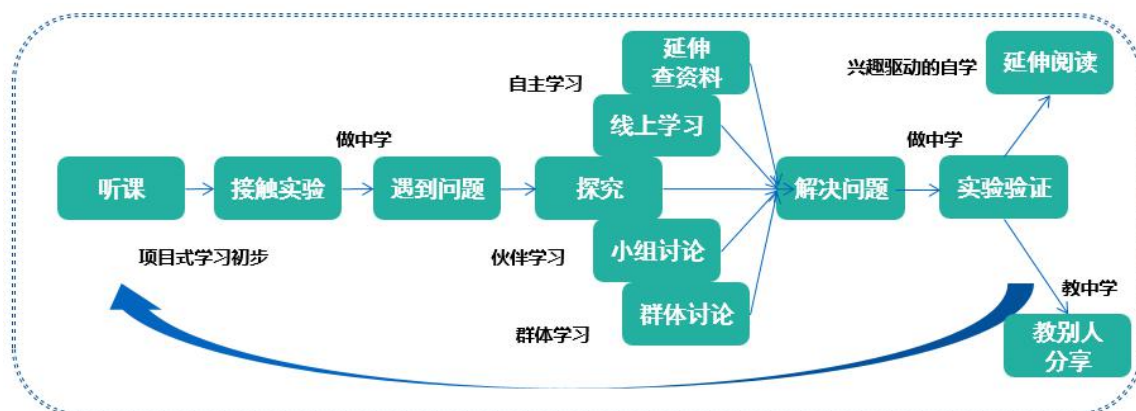 延伸
查资料
兴趣驱动的自学
延伸阅读
自主学习
线上学习
做中学
做中学
听课
接触实验
遇到问题
探究
解决问题
实验验证
项目式学习初步
伙伴学习
小组讨论
教中学
群体讨论
群体学习
教别人
分享